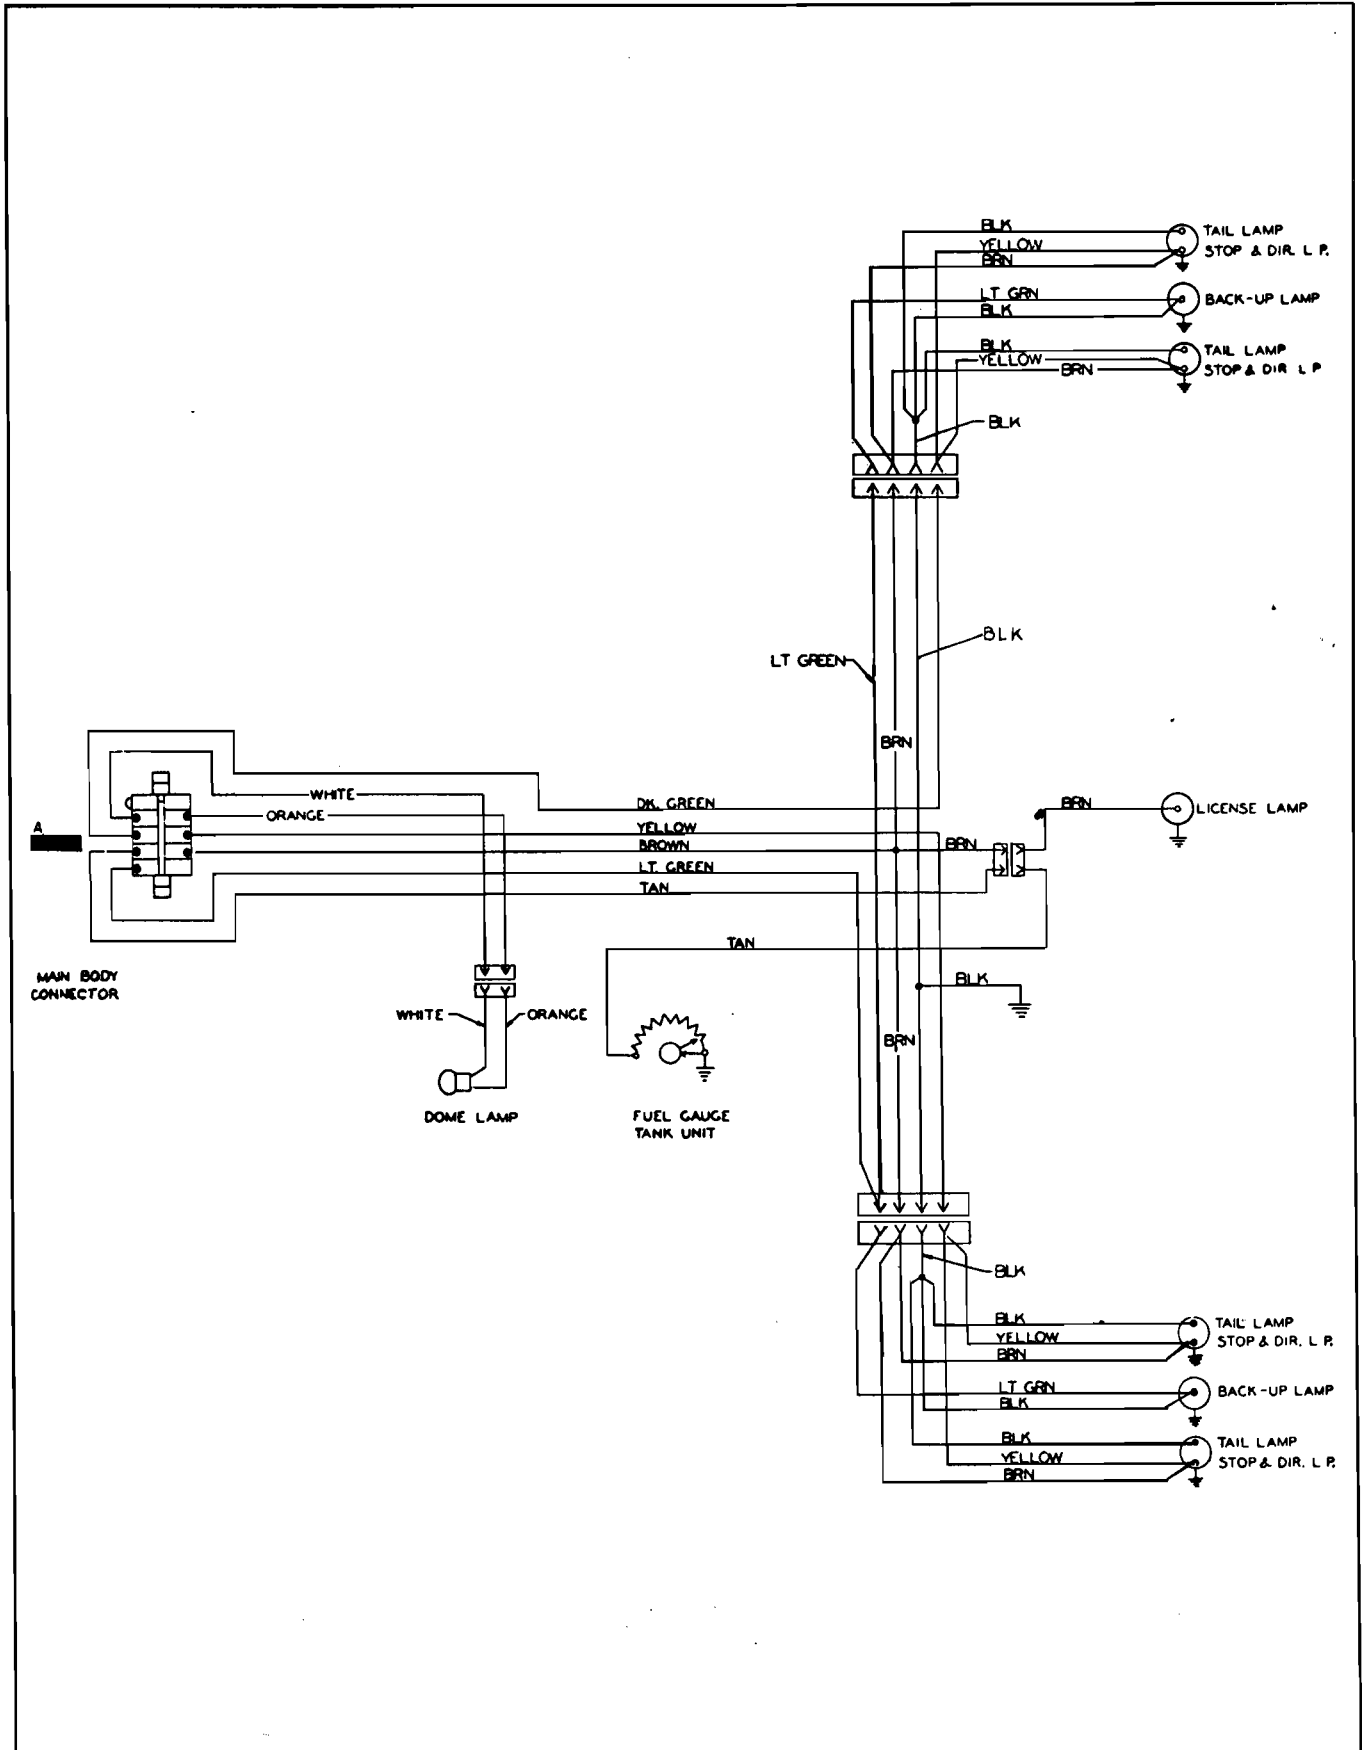 BLK
TAIL LAMP
YELLOW
STOP & DIR. L P.
BRN
LT GRN
BACK-UP LAMP
BLK
BLK
TAIL LAMP
YELLOW
STOP & DIR L P
BRN
BLK
BLK
LT GREEN
BRN
WHITE
DK. GREEN
BRN
LICENSE LAMP
ORANGE
A
YELLOW
BROWN
BRN
LT. GREEN
TAN
TAN
MAIN BODY
CONNECTOR
BLK
WHITE
ORANGE
BRN
DOME LAMP
FUEL GAUGE
TANK UNIT
BLK
BLK
TAIL LAMP
YELLOW
STOP & DIR. L P.
BRN
LT GRN
BACK-UP LAMP
BLK
BLK
TAIL LAMP
YELLOW
STOP & DIR. L P.
BRN